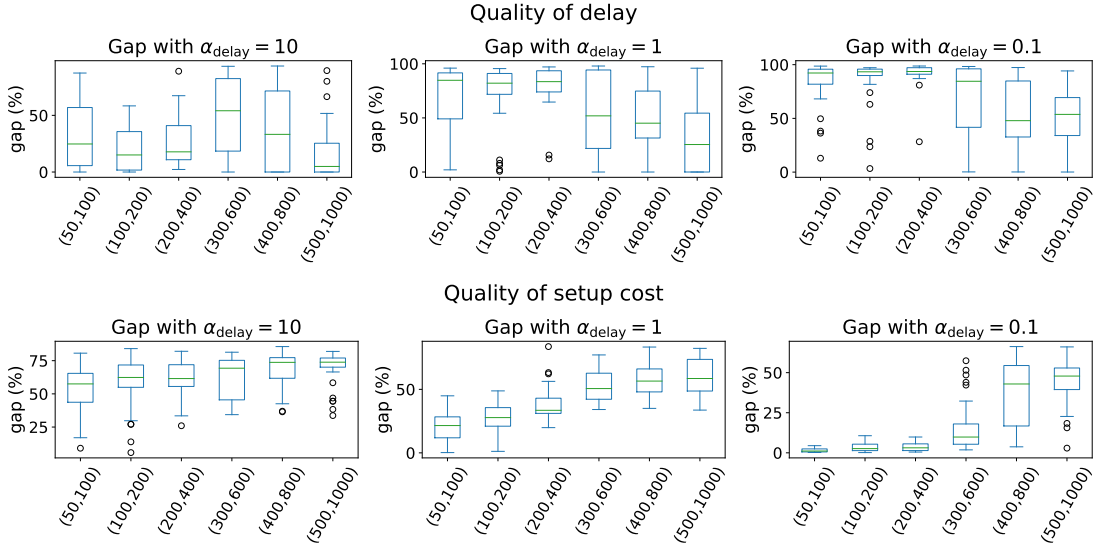 Quality of delay
Gap with α_delay = 10
gap (%)
50
0
(50,100) (100,200) (200,400) (300,600) (400,800) (500,1000)
Gap with α_delay = 1
gap (%)
100
50
0
(50,100) (100,200) (200,400) (300,600) (400,800) (500,1000)
Gap with α_delay = 0.1
gap (%)
100
50
0
(50,100) (100,200) (200,400) (300,600) (400,800) (500,1000)
Quality of setup cost
Gap with α_delay = 10
gap (%)
75
50
25
(50,100) (100,200) (200,400) (300,600) (400,800) (500,1000)
Gap with α_delay = 1
gap (%)
50
0
(50,100) (100,200) (200,400) (300,600) (400,800) (500,1000)
Gap with α_delay = 0.1
gap (%)
50
25
0
(50,100) (100,200) (200,400) (300,600) (400,800) (500,1000)